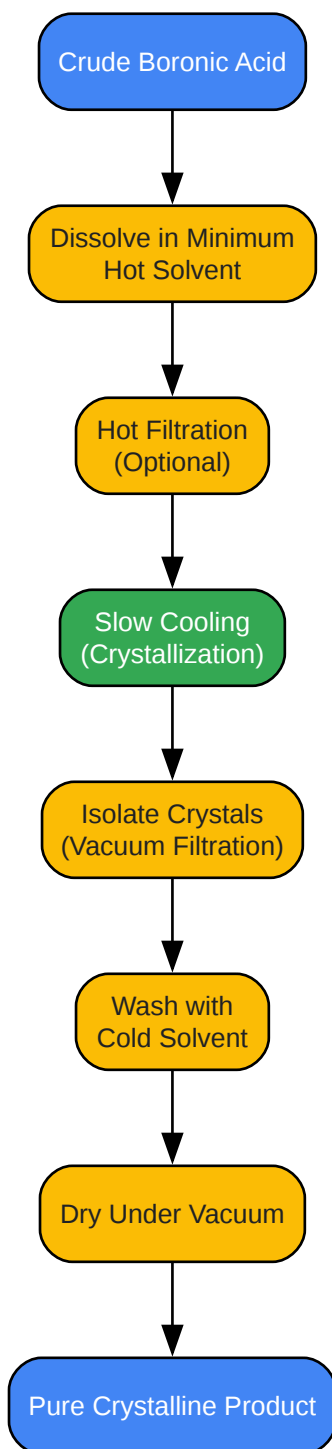 Crude Boronic Acid
Dissolve in Minimum
Hot Solvent
Hot Filtration
(Optional)
Slow Cooling
(Crystallization)
Isolate Crystals
(Vacuum Filtration)
Wash with
Cold Solvent
Dry Under Vacuum
Pure Crystalline Product